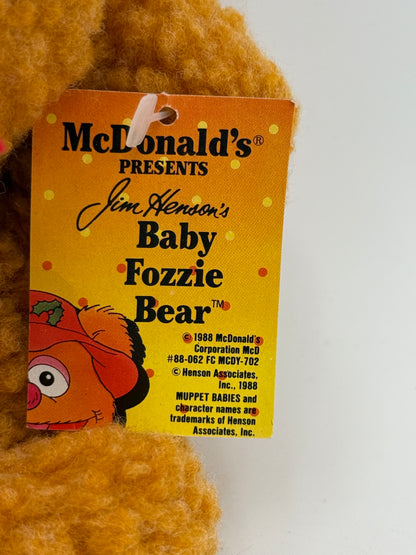 McDonald's®
PRESENTS
Jim Henson's
Baby
Fozzie
Bear™
© 1988 McDonald's
Corporation McD
#88-062 FC MCDY-702
© Henson Associates,
Inc., 1988
MUPPET BABIES and
character names are
trademarks of Henson
Associates, Inc.